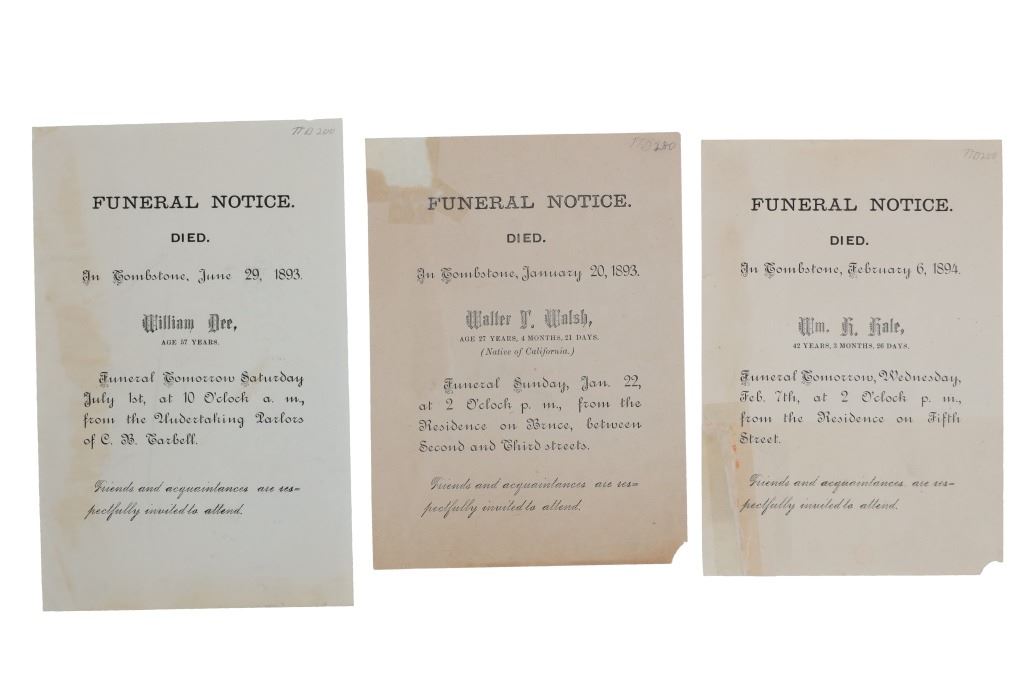 FUNERAL NOTICE.
DIED.
In Tombstone, June 29, 1893.
William Dee,
AGE 57 YEARS.
Funeral Tomorrow Saturday
July 1st, at 10 O'clock a. m.,
from the Undertaking Parlors
of C. B. Tarbell.
Friends and acquaintances are res-
pectfully invited to attend.
FUNERAL NOTICE.
DIED.
In Tombstone, January 20, 1893.
Walter T. Walsh,
AGE 27 YEARS, 4 MONTHS, 21 DAYS.
(Native of California.)
Funeral Sunday, Jan. 22,
at 2 O'clock p. m., from the
Residence on Bruce, between
Second and Third streets.
Friends and acquaintances are res-
pectfully invited to attend.
FUNERAL NOTICE.
DIED.
In Tombstone, February 6, 1894.
Wm. H. Hale,
42 YEARS, 3 MONTHS, 26 DAYS.
Funeral Tomorrow, Wednesday,
Feb. 7th, at 2 O'clock p. m.,
from the Residence on Fifth
Street.
Friends and acquaintances are res-
pectfully invited to attend.